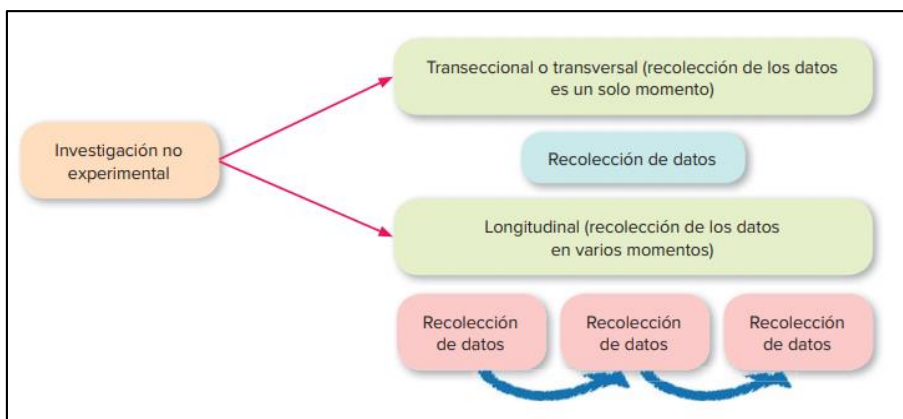 Transeccional o transversal (recolección de los datos
es un solo momento)
Investigación no
experimental
Recolección de datos
Longitudinal (recolección de los datos
en varios momentos)
Recolección
de datos
Recolección
de datos
Recolección
de datos